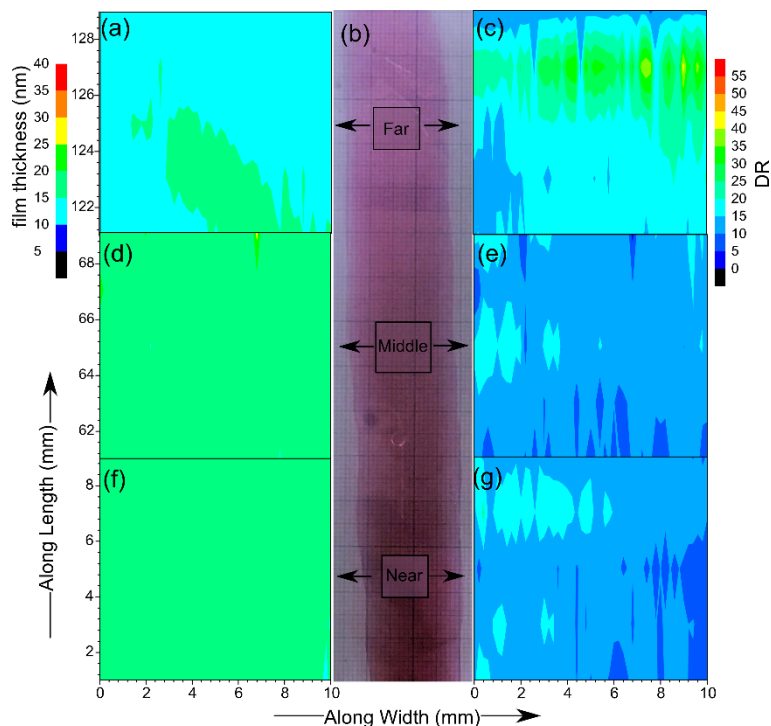 (a)
(b)
(c)
film thickness (nm)
40
35
30
25
20
15
10
5
128
126
124
122
Far
DR
55
50
45
40
35
30
25
20
15
10
5
0
(d)
(e)
68
66
64
62
Middle
Along Length (mm)
(f)
(g)
8
6
4
2
Near
0 2 4 6 8 10
0 2 4 6 8 10
Along Width (mm)